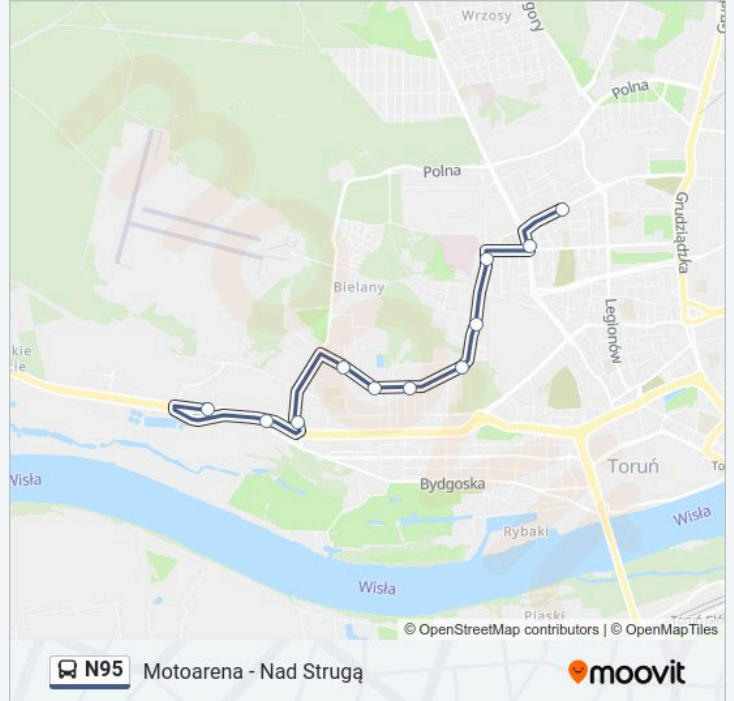 Wrzosy
Polna
Polna
Grudziądzka
Bielany
Legionów
Toruń
Bydgoska
Wisła
Wisła
Rybaki
Wisła
Piaski
© OpenStreetMap contributors | © OpenMapTiles
N95 Motoarena - Nad Strugą
moovit